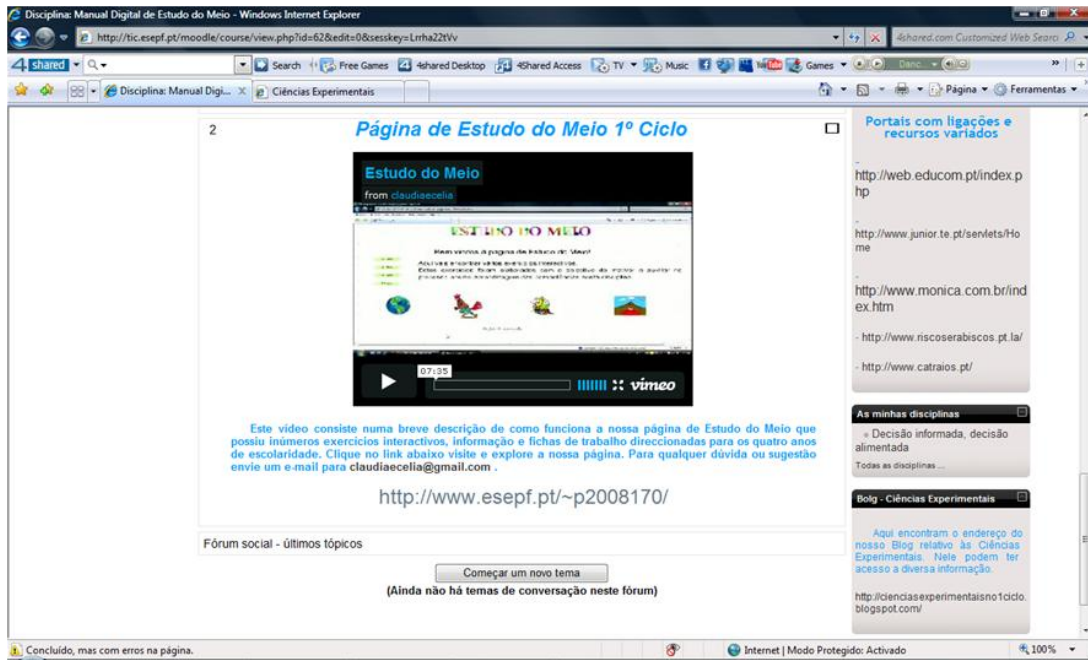 Disciplina: Manual Digital de Estudo do Meio - Windows Internet Explorer
http://tic.esepf.pt/moodle/course/view.php?id=62&edit=0&sesskey=Lrrha22tVv
4shared.com Customized Web Searc
4 shared
Search
Free Games
4shared Desktop
4Shared Access
TV
Music
Games
Danc...
Disciplina: Manual Digi...
Ciências Experimentais
Página
Ferramentas
2
Página de Estudo do Meio 1º Ciclo
Estudo do Meio
from claudiaecelia
ESTUDO DO MEIO
07:35
vimeo
Este vídeo consiste numa breve descrição de como funciona a nossa página de Estudo do Meio que
possiu inúmeros exercicios interactivos, informação e fichas de trabalho direccionadas para os quatro anos
de escolaridade. Clique no link abaixo visite e explore a nossa página. Para qualquer dúvida ou sugestão
envie um e-mail para claudiaecelia@gmail.com .
http://www.esepf.pt/~p2008170/
Fórum social - últimos tópicos
Começar um novo tema
(Ainda não há temas de conversação neste fórum)
Portais com ligações e
recursos variados
-
http://web.educom.pt/index.p
hp
-
http://www.junior.te.pt/servlets/Ho
me
-
http://www.monica.com.br/ind
ex.htm
- http://www.riscoserabiscos.pt.la/
- http://www.catraios.pt/
As minhas disciplinas
Decisão informada, decisão
alimentada
Todas as disciplinas ...
Bolg - Ciências Experimentais
Aqui encontram o endereço do
nosso Blog relativo às Ciências
Experimentais. Nele podem ter
acesso a diversa informação.
http://cienciasexperimentaisno1ciclo.
blogspot.com/
Concluído, mas com erros na página.
Internet | Modo Protegido: Activado
100%